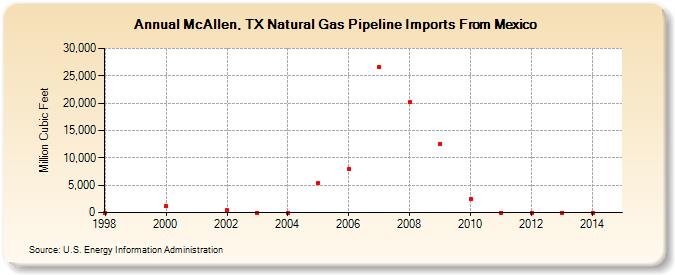 Annual McAllen, TX Natural Gas Pipeline Imports From Mexico
Million Cubic Feet
30,000
25,000
20,000
15,000
10,000
5,000
0
1998 2000 2002 2004 2006 2008 2010 2012 2014
Source: U.S. Energy Information Administration